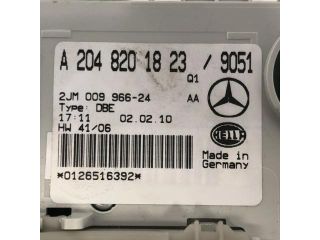 A 204 820 18 23 / 9051
Q1
2JM 009 966-24 AA
Type: DBE
17:11 02.02.10
HW 41/06
HELLA
Made in
Germany
*0126516392*